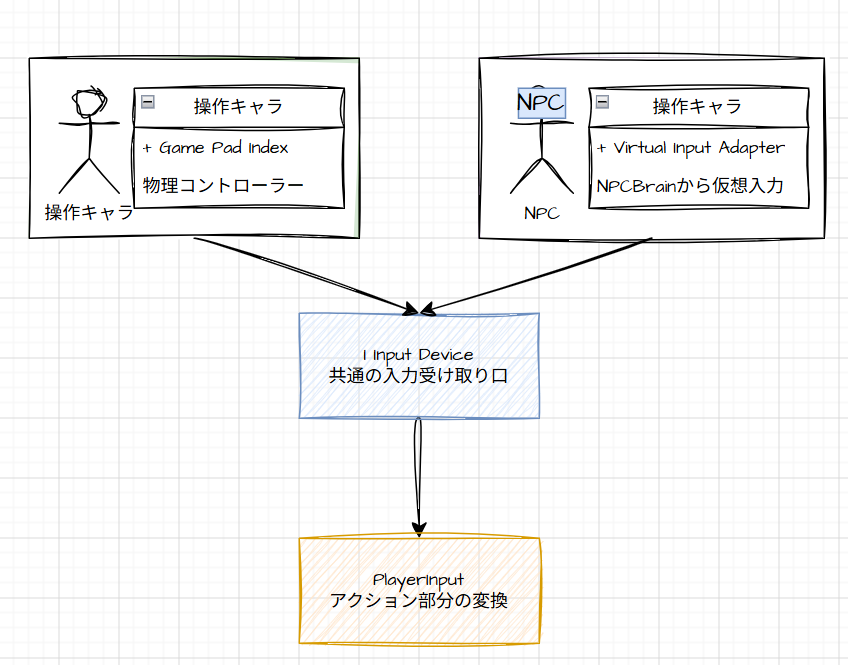 操作キャラ
+ Game Pad Index
物理コントローラー
操作キャラ
NPC
操作キャラ
+ Virtual Input Adapter
NPCBrainから仮想入力
NPC
I Input Device
共通の入力受け取り口
PlayerInput
アクション部分の変換